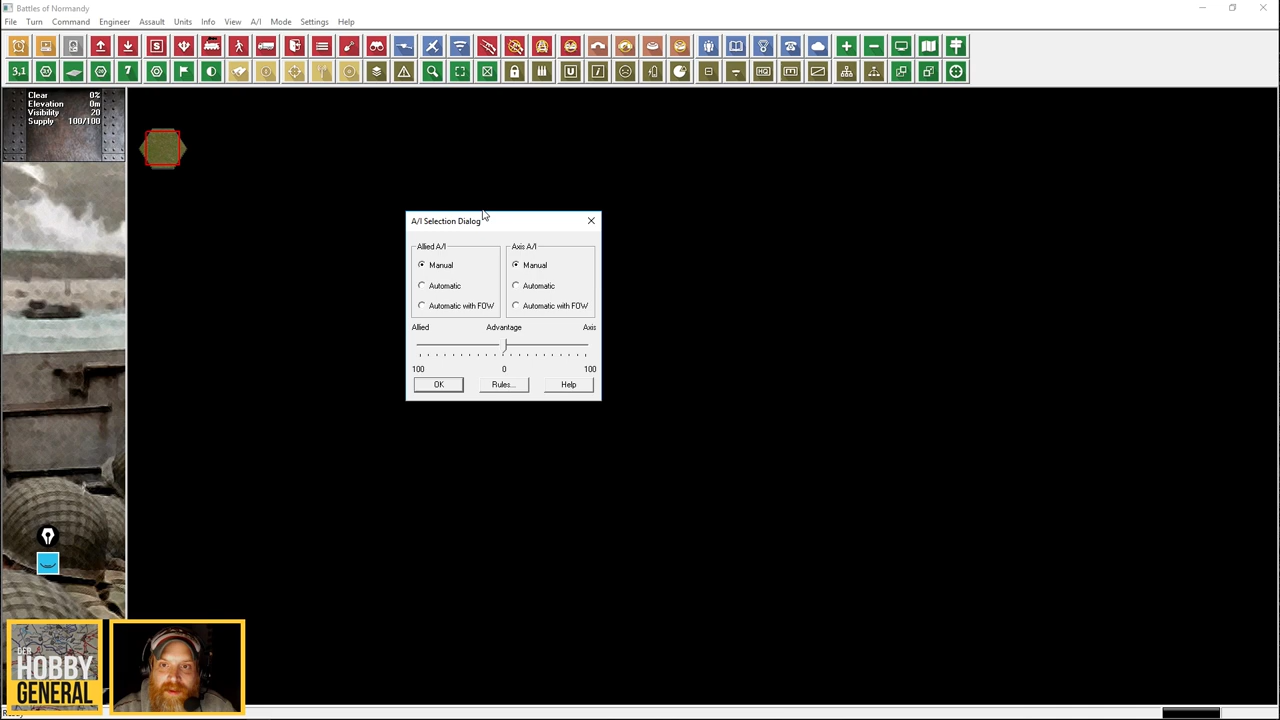 Battles of Normandy
File Turn Command Engineer Assault Units Info View A/I Mode Settings Help
3,1
Clear 0%
Elevation 0m
Visibility 20
Supply 100/100
A/I Selection Dialog
Allied A/I
Axis A/I
Manual
Manual
Automatic
Automatic
Automatic with FOW
Automatic with FOW
Allied Advantage Axis
100 0 100
OK Rules... Help
DER
HOBBY
GENERAL